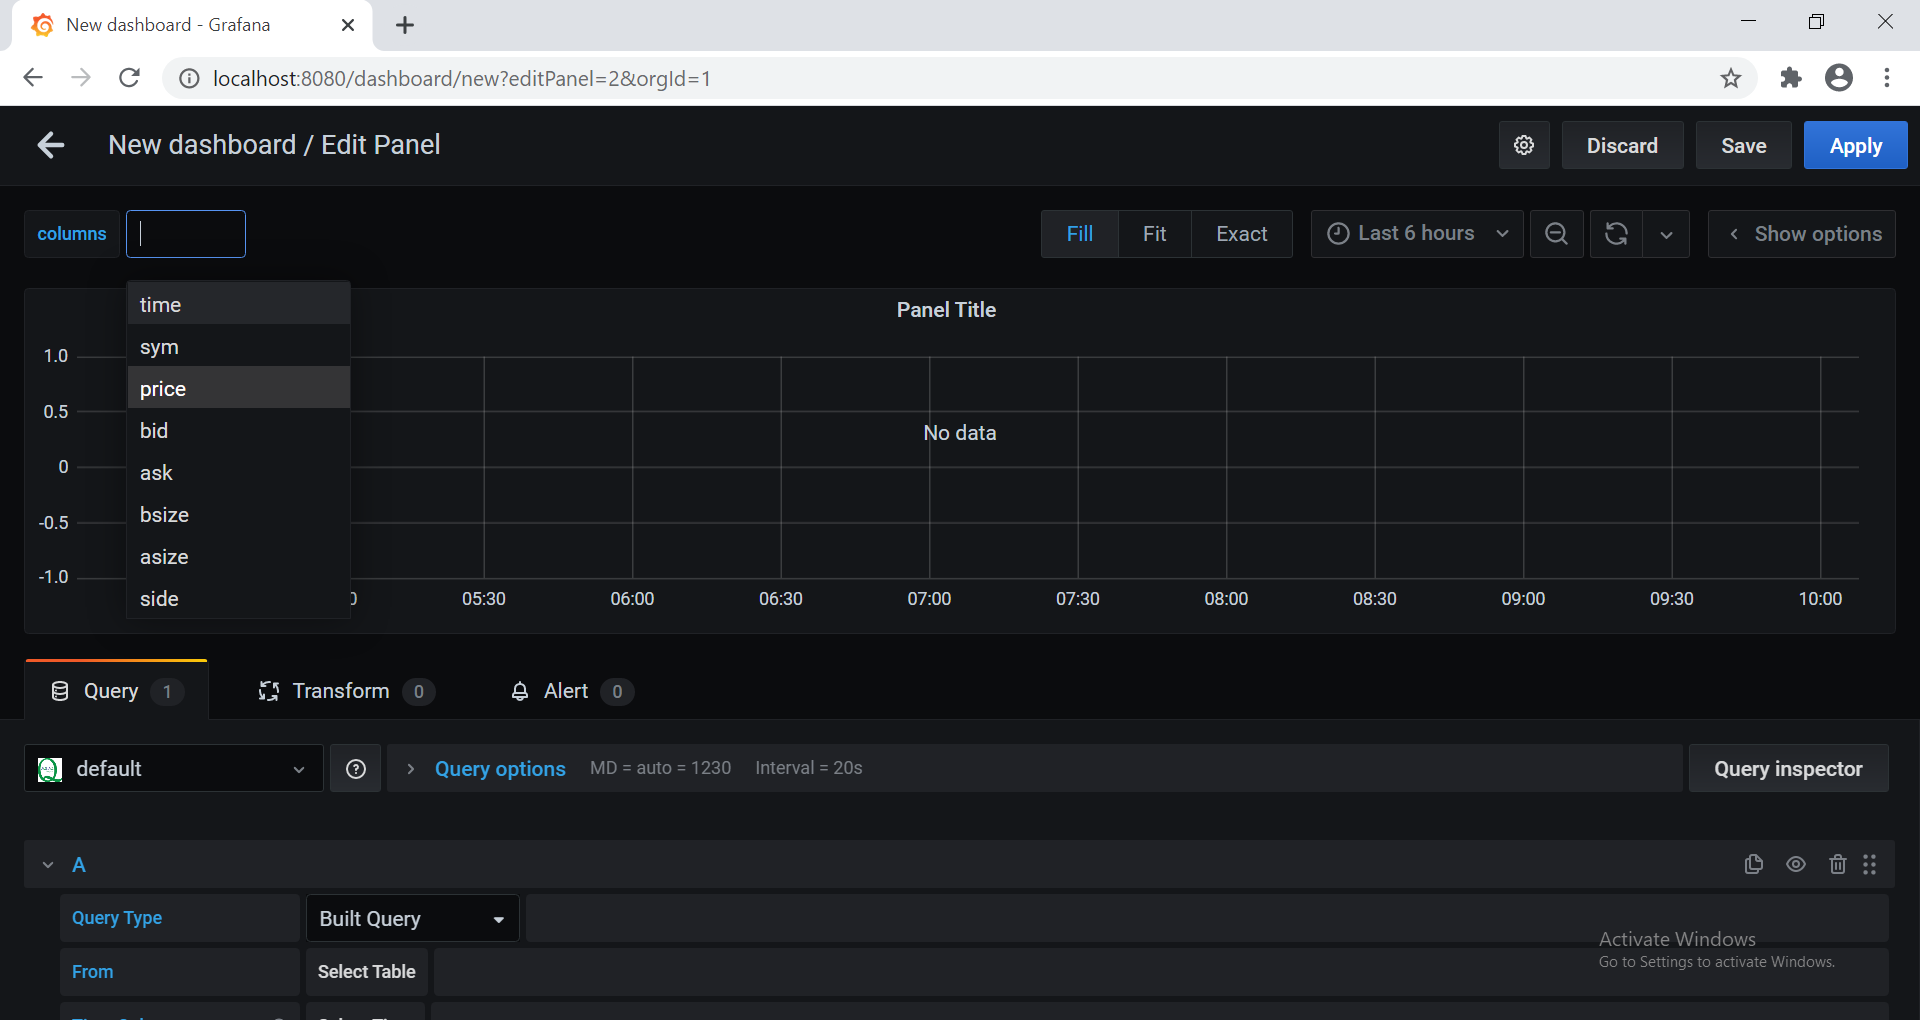 New dashboard - Grafana
localhost:8080/dashboard/new?editPanel=2&orgId=1
New dashboard / Edit Panel
Discard
Save
Apply
columns
Fill
Fit
Exact
Last 6 hours
Show options
time
sym
price
bid
ask
bsize
asize
side
Panel Title
1.0
0.5
0
-0.5
-1.0
No data
05:30
06:00
06:30
07:00
07:30
08:00
08:30
09:00
09:30
10:00
Query 1
Transform 0
Alert 0
default
Query options MD = auto = 1230 Interval = 20s
Query inspector
A
Query Type
Built Query
From
Select Table
Activate Windows
Go to Settings to activate Windows.